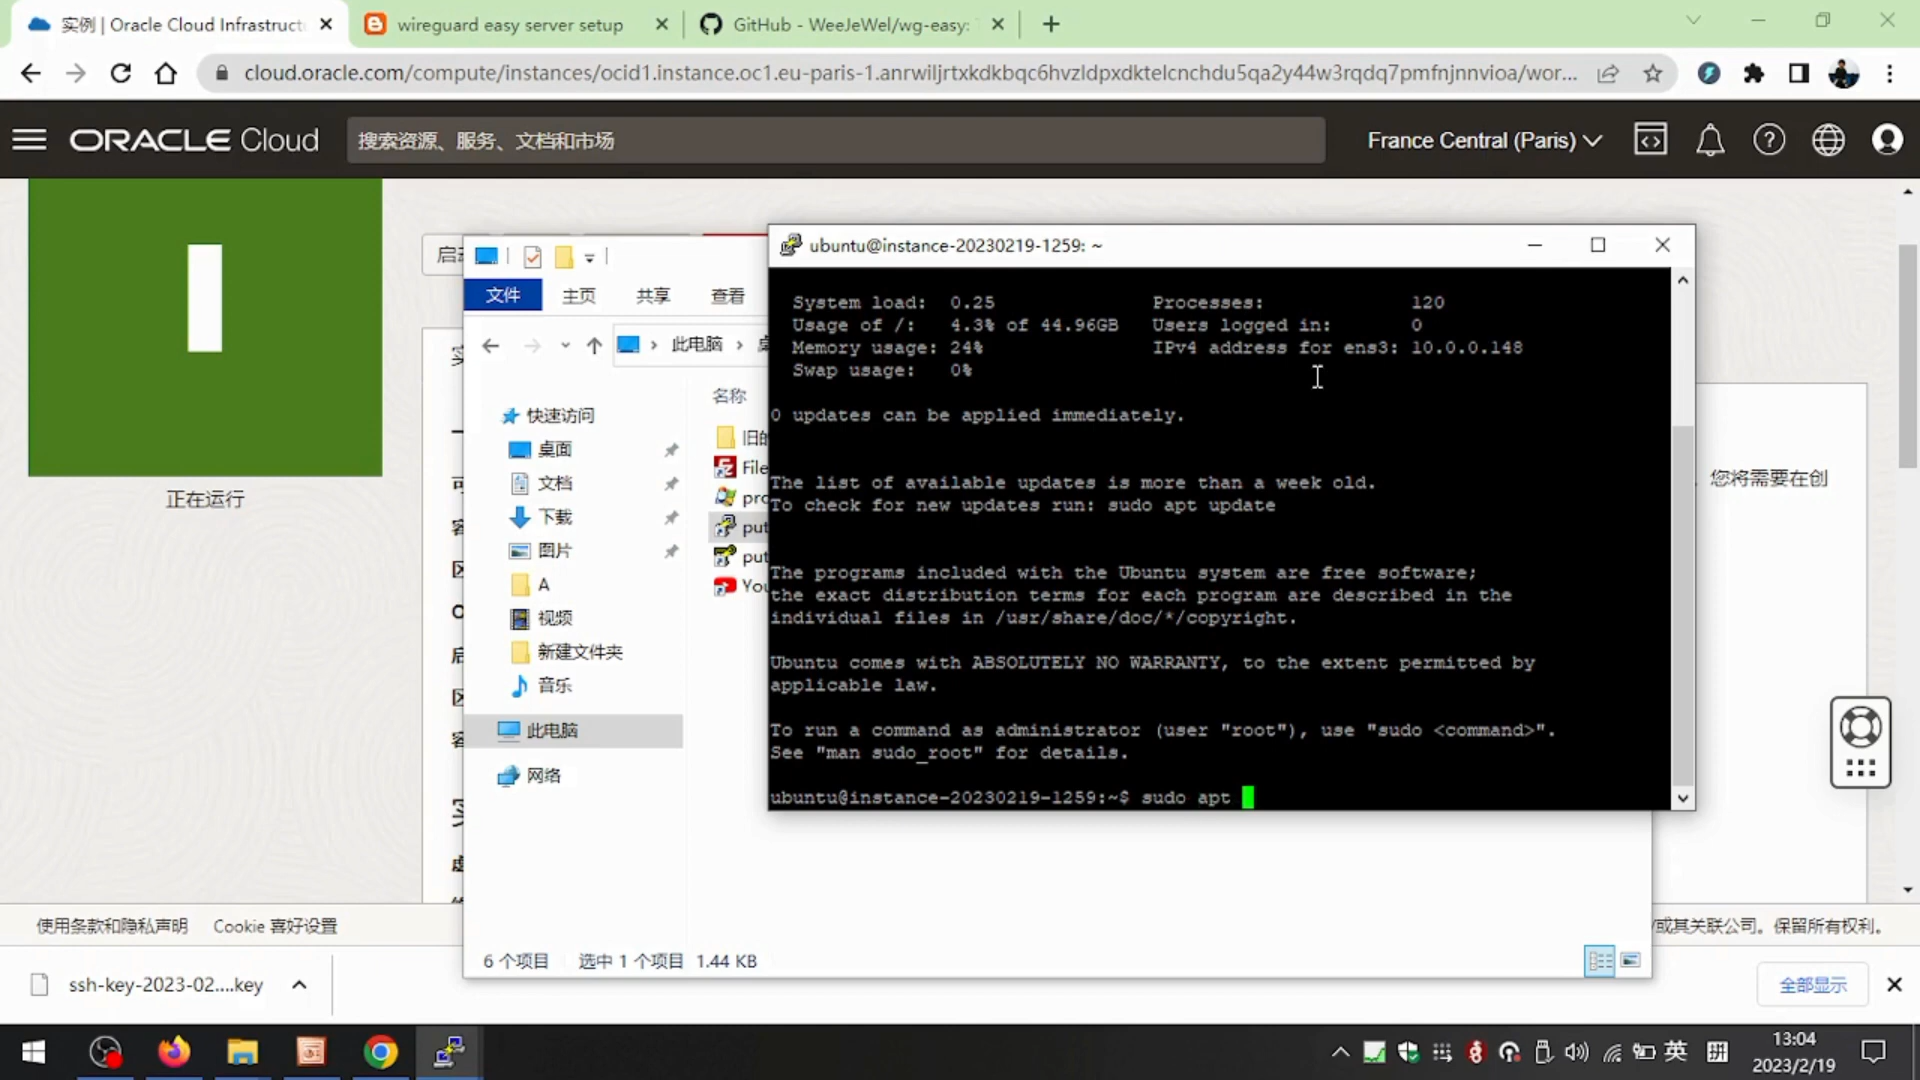 实例 | Oracle Cloud Infrastruct
wireguard easy server setup
GitHub - WeeJeWel/wg-easy:
cloud.oracle.com/compute/instances/ocid1.instance.oc1.eu-paris-1.anrwiljrtxkdkbqc6hvzldpxdktelcnchdu5qa2y44w3rqdq7pmfnjnnvioa/wor...
ORACLE Cloud
搜索资源、服务、文档和市场
France Central (Paris)
正在运行
文件
主页
共享
查看
此电脑
名称
快速访问
桌面
文档
下载
图片
A
视频
新建文件夹
音乐
此电脑
网络
File
put
put
6 个项目
选中 1 个项目 1.44 KB
ubuntu@instance-20230219-1259: ~
System load: 0.25 Processes: 120
Usage of /: 4.3% of 44.96GB Users logged in: 0
Memory usage: 24% IPv4 address for ens3: 10.0.0.148
Swap usage: 0%
0 updates can be applied immediately.
The list of available updates is more than a week old.
To check for new updates run: sudo apt update
The programs included with the Ubuntu system are free software;
the exact distribution terms for each program are described in the
individual files in /usr/share/doc/*/copyright.
Ubuntu comes with ABSOLUTELY NO WARRANTY, to the extent permitted by
applicable law.
To run a command as administrator (user "root"), use "sudo <command>".
See "man sudo_root" for details.
ubuntu@instance-20230219-1259:~$ sudo apt
您将需要在创
使用条款和隐私声明
Cookie 喜好设置
/或其关联公司。保留所有权利。
ssh-key-2023-02....key
全部显示
英
拼
13:04
2023/2/19